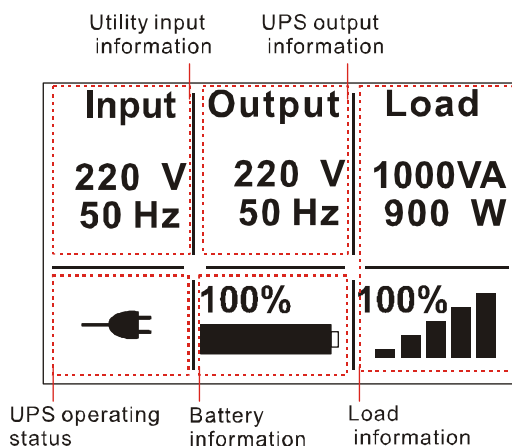 Utility input
information
UPS output
information
Input
Output
Load
220 V
50 Hz
220 V
50 Hz
1000VA
900 W
100%
100%
UPS operating
status
Battery
information
Load
information